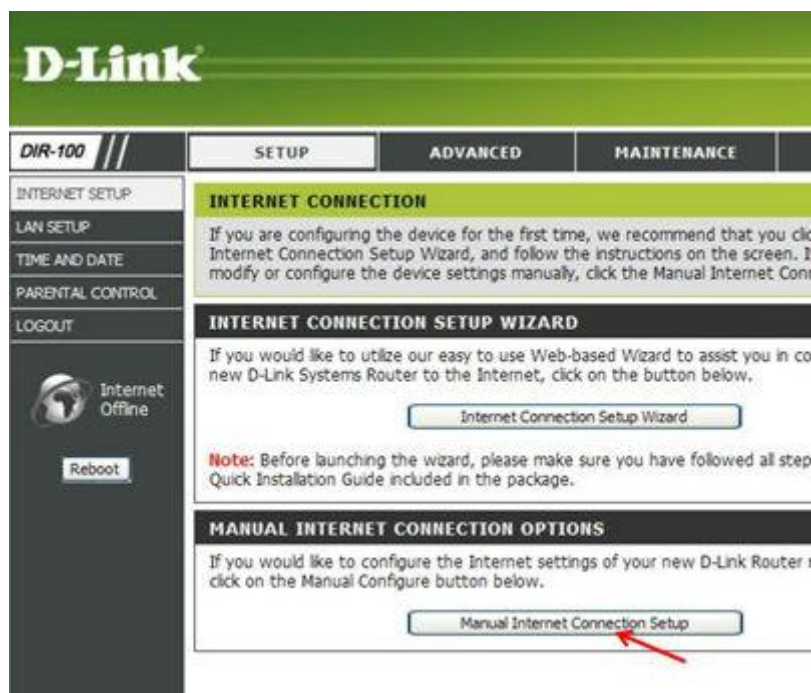 D-Link
DIR-100
SETUP
ADVANCED
MAINTENANCE
INTERNET SETUP
LAN SETUP
TIME AND DATE
PARENTAL CONTROL
LOGOUT
Internet
Offline
Reboot
INTERNET CONNECTION
If you are configuring the device for the first time, we recommend that you
Internet Connection Setup Wizard, and follow the instructions on the screen.
modify or configure the device settings manually, click the Manual Internet
INTERNET CONNECTION SETUP WIZARD
If you would like to utilize our easy to use Web-based Wizard to assist you in
new D-Link Systems Router to the Internet, click on the button below.
Internet Connection Setup Wizard
Note: Before launching the wizard, please make sure you have followed all
Quick Installation Guide included in the package.
MANUAL INTERNET CONNECTION OPTIONS
If you would like to configure the Internet settings of your new D-Link Router
click on the Manual Configure button below.
Manual Internet Connection Setup